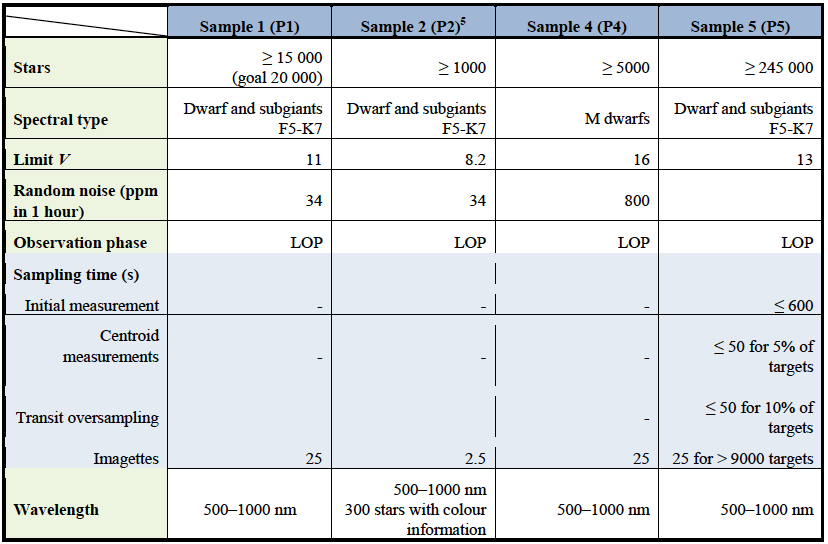 Sample 1 (P1) Sample 2 (P2)⁵ Sample 4 (P4) Sample 5 (P5)
Stars ≥ 15 000 (goal 20 000) ≥ 1000 ≥ 5000 ≥ 245 000
Spectral type Dwarf and subgiants F5-K7 Dwarf and subgiants F5-K7 M dwarfs Dwarf and subgiants F5-K7
Limit V 11 8.2 16 13
Random noise (ppm in 1 hour) 34 34 800
Observation phase LOP LOP LOP LOP
Sampling time (s)
Initial measurement - - - ≤ 600
Centroid measurements - - - ≤ 50 for 5% of targets
Transit oversampling - ≤ 50 for 10% of targets
Imagettes 25 2.5 25 25 for > 9000 targets
Wavelength 500–1000 nm 500–1000 nm 300 stars with colour information 500–1000 nm 500–1000 nm